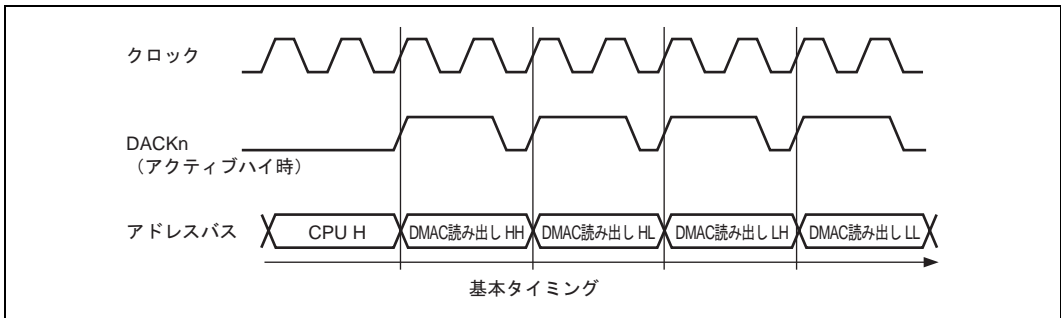 クロック
DACKn
（アクティブハイ時）
アドレスバス
CPU H
DMAC読み出し HH
DMAC読み出し HL
DMAC読み出し LH
DMAC読み出し LL
基本タイミング